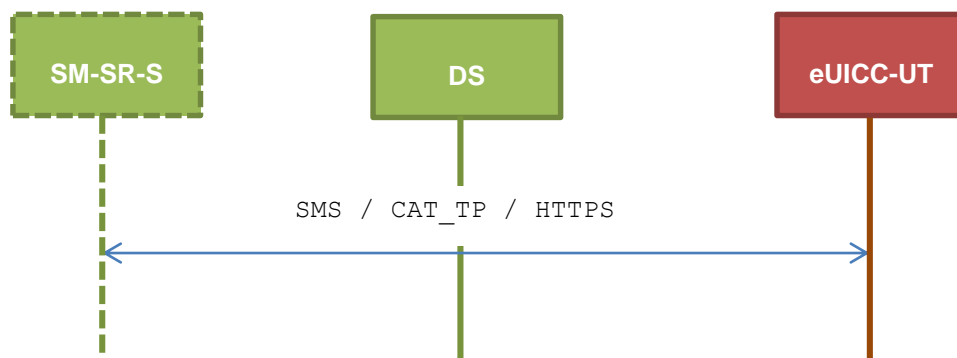 SM-SR-S
DS
eUICC-UT
SMS / CAT_TP / HTTPS